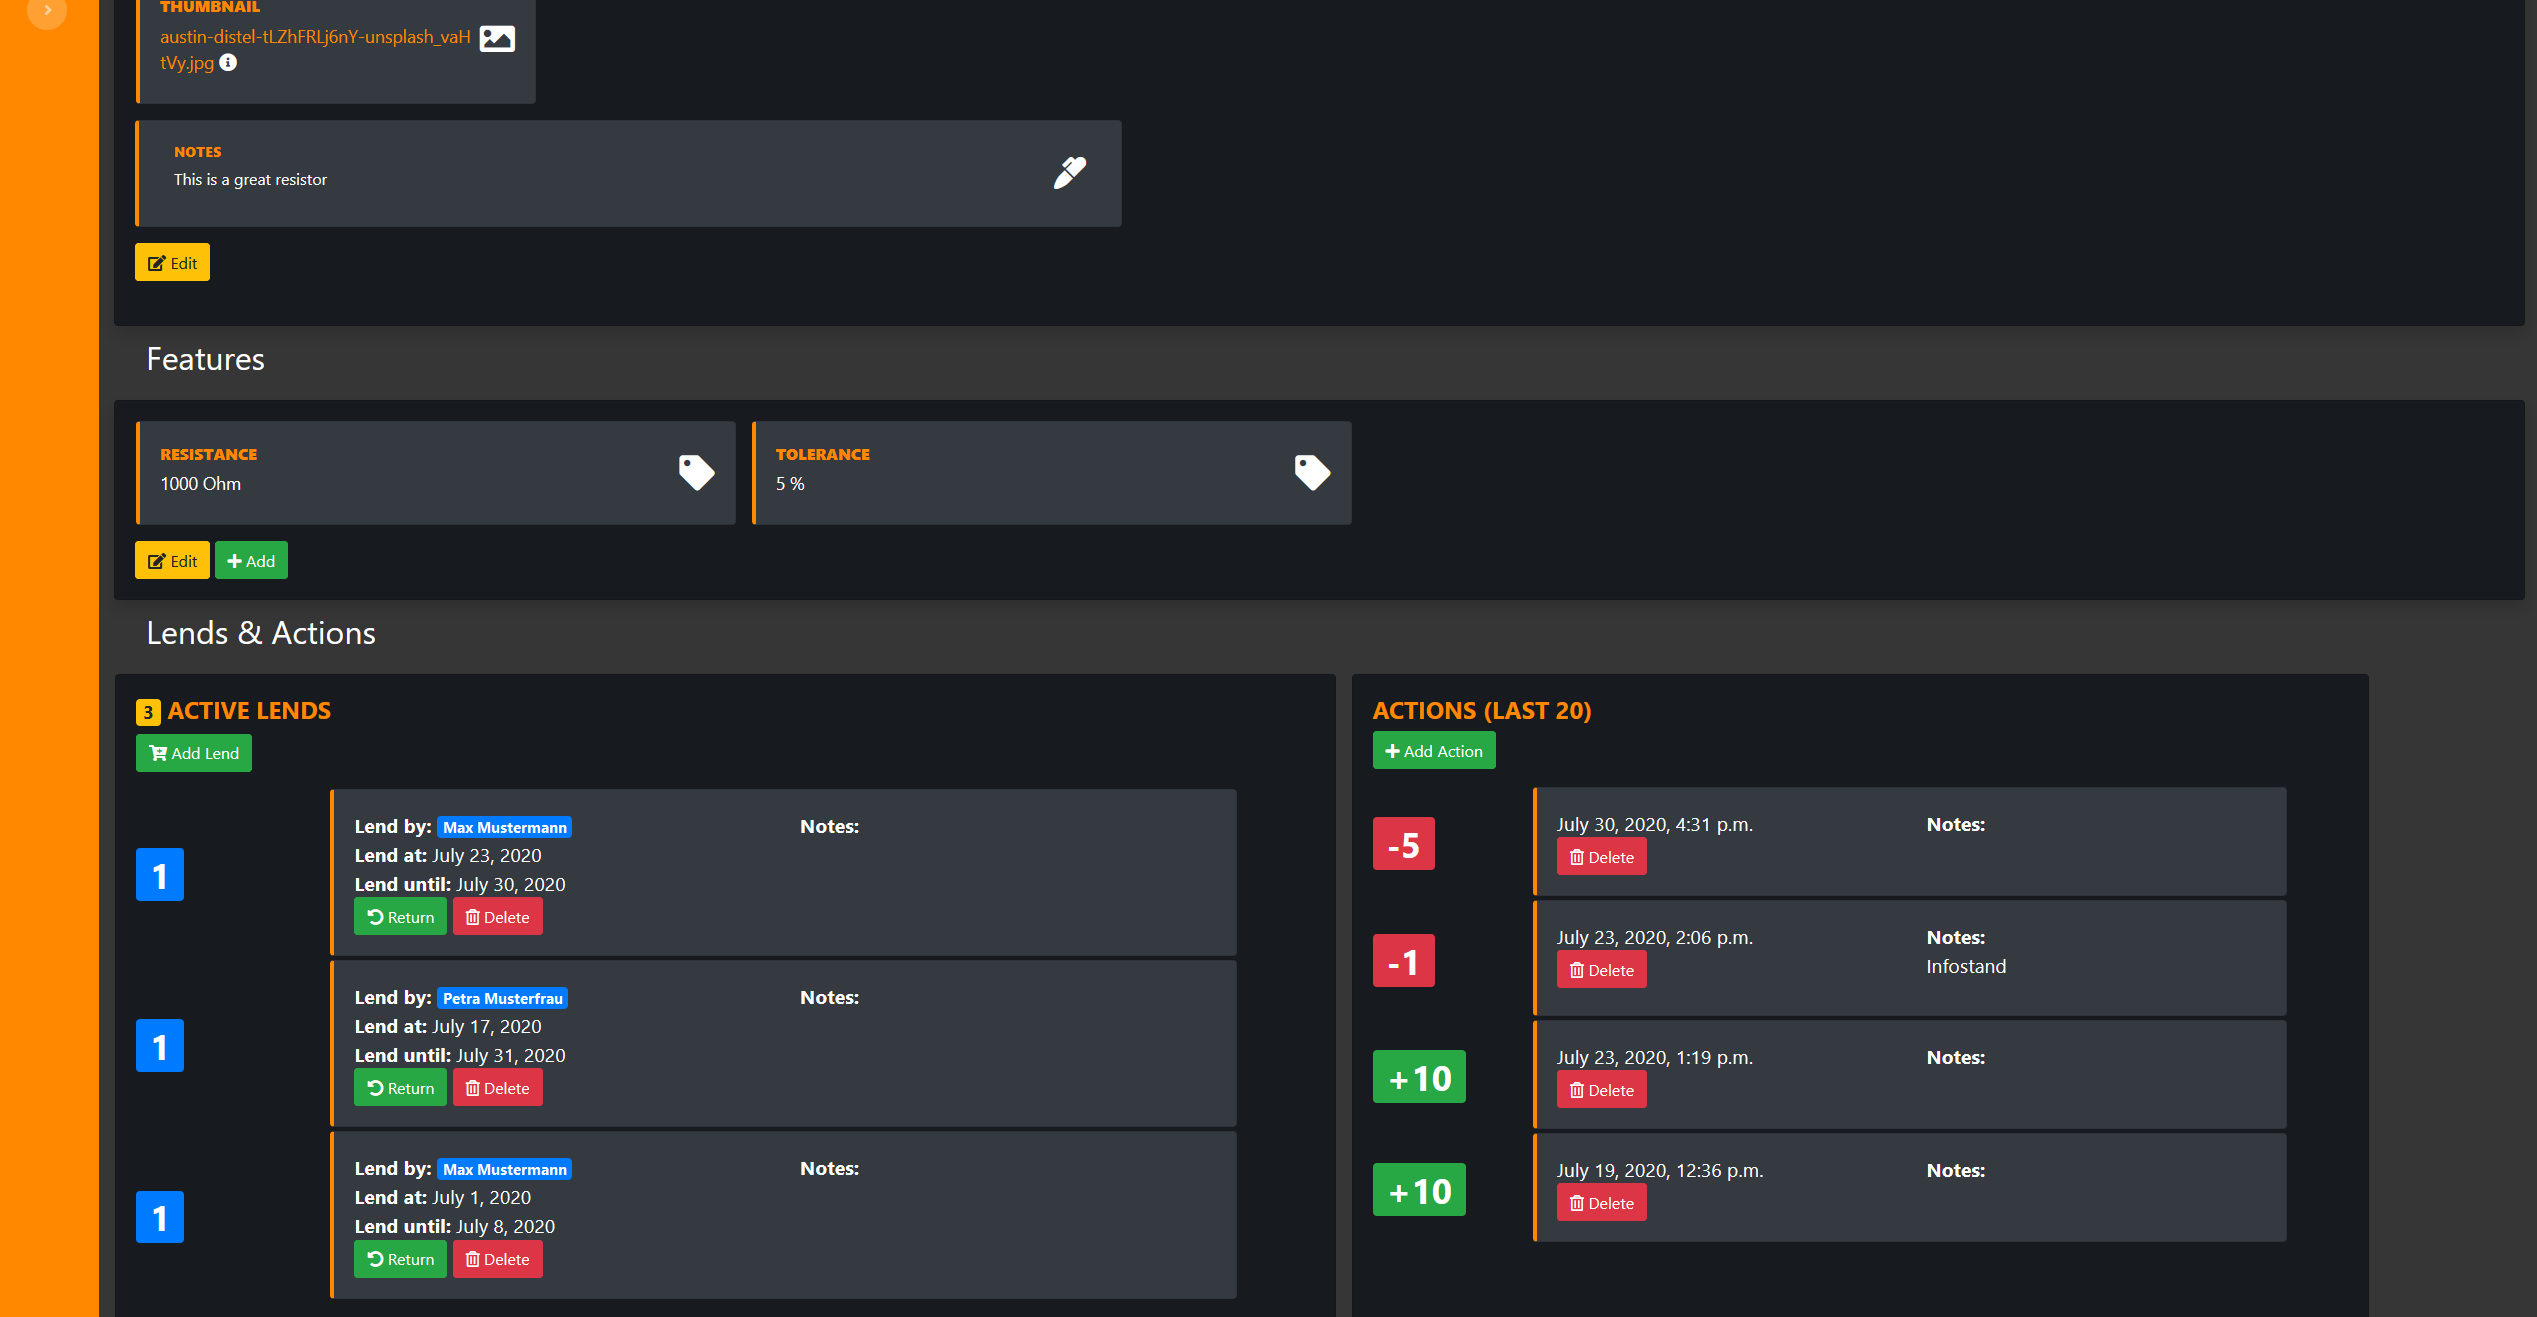 THUMBNAIL
austin-distel-tLZhFRLj6nY-unsplash_vaH
tVy.jpg
NOTES
This is a great resistor
Edit
Features
RESISTANCE
1000 Ohm
TOLERANCE
5 %
Edit
Add
Lends & Actions
3 ACTIVE LENDS
Add Lend
1
Lend by: Max Mustermann
Notes:
Lend at: July 23, 2020
Lend until: July 30, 2020
Return
Delete
1
Lend by: Petra Musterfrau
Notes:
Lend at: July 17, 2020
Lend until: July 31, 2020
Return
Delete
1
Lend by: Max Mustermann
Notes:
Lend at: July 1, 2020
Lend until: July 8, 2020
Return
Delete
ACTIONS (LAST 20)
Add Action
-5
July 30, 2020, 4:31 p.m.
Notes:
Delete
-1
July 23, 2020, 2:06 p.m.
Notes:
Infostand
Delete
+10
July 23, 2020, 1:19 p.m.
Notes:
Delete
+10
July 19, 2020, 12:36 p.m.
Notes:
Delete